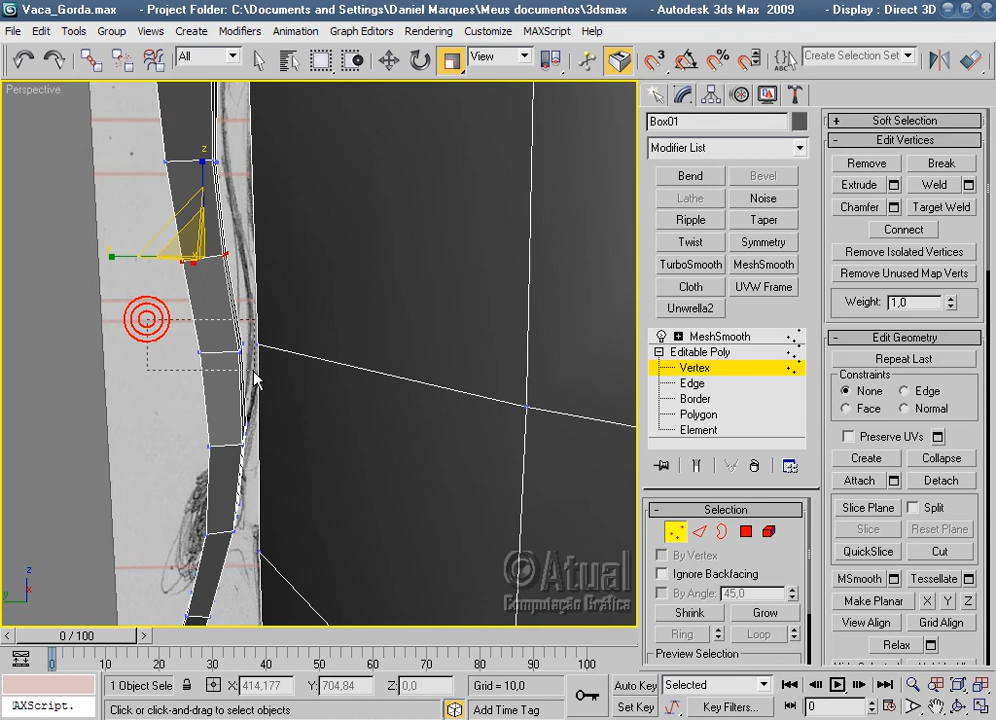 Vaca_Gorda.max - Project Folder: C:\Documents and Settings\Daniel Marques\Meus documentos\3dsmax - Autodesk 3ds Max 2009 - Display : Direct 3D
File Edit Tools Group Views Create Modifiers Animation Graph Editors Rendering Customize MAXScript Help
All View Create Selection Set
Perspective
Box01
Modifier List
Bend Bevel
Lathe Noise
Ripple Taper
Twist Symmetry
TurboSmooth MeshSmooth
Cloth UVW Frame
Unwrella2
MeshSmooth
Editable Poly
Vertex
Edge
Border
Polygon
Element
Selection
By Vertex
Ignore Backfacing
By Angle: 45,0
Shrink Grow
Ring Loop
Preview Selection
Soft Selection
Edit Vertices
Remove Break
Extrude Weld
Chamfer Target Weld
Connect
Remove Isolated Vertices
Remove Unused Map Verts
Weight: 1,0
Edit Geometry
Repeat Last
Constraints
None Edge
Face Normal
Preserve UVs
Create Collapse
Attach Detach
Slice Plane Split
Slice Reset Plane
QuickSlice Cut
MSmooth Tessellate
Make Planar X Y Z
View Align Grid Align
Relax
z
z
y x
©Atual
Computação Gráfica
0 / 100
0 10 20 30 40 50 60 70 80 90 100
1 Object Sele X: 414,177 Y: 704,84 Z: 0,0 Grid = 10,0 Auto Key Selected
AXScript. Click or click-and-drag to select objects Add Time Tag Set Key Key Filters... 0